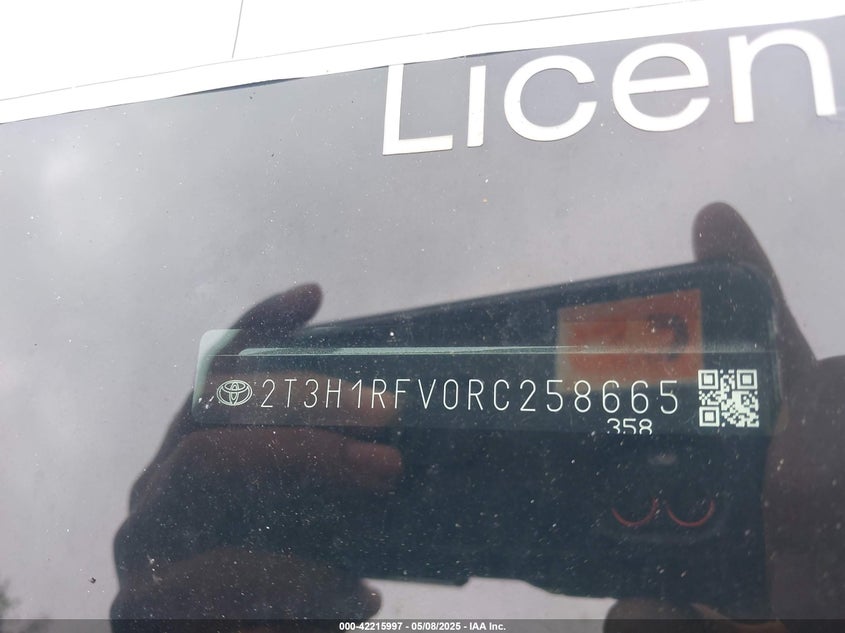 Licen
2T3H1RFV0RC258665
358
000-42215997 - 05/08/2025 - IAA Inc.